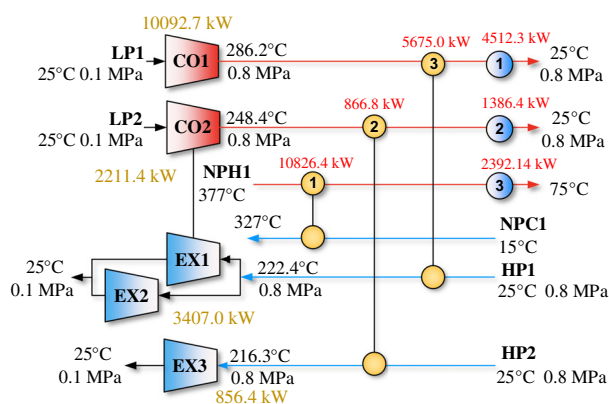 10092.7 kW
LP1
25°C 0.1 MPa
CO1
286.2°C
0.8 MPa
5675.0 kW
3
4512.3 kW
1
25°C
0.8 MPa
LP2
25°C 0.1 MPa
CO2
248.4°C
0.8 MPa
866.8 kW
2
1386.4 kW
2
25°C
0.8 MPa
2211.4 kW
NPH1
377°C
10826.4 kW
1
2392.14 kW
3
75°C
327°C
NPC1
15°C
EX1
25°C
0.1 MPa
EX2
222.4°C
0.8 MPa
HP1
25°C 0.8 MPa
3407.0 kW
25°C
0.1 MPa
EX3
216.3°C
0.8 MPa
HP2
25°C 0.8 MPa
856.4 kW